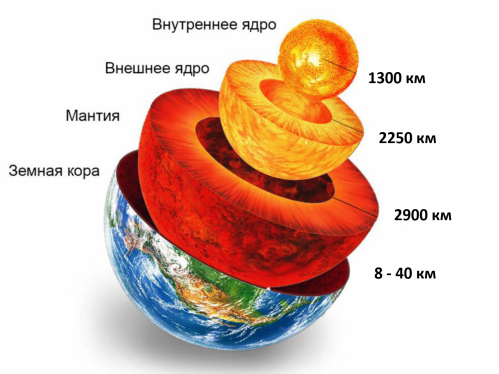 Внутреннее ядро
Внешнее ядро
Мантия
Земная кора
1300 км
2250 км
2900 км
8 - 40 км